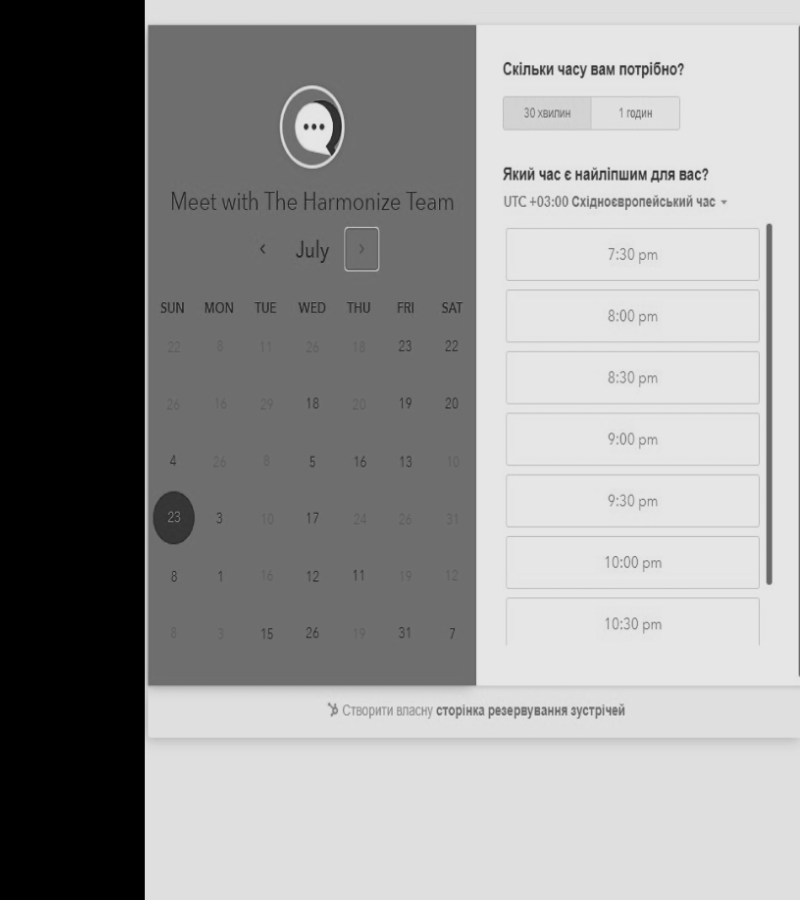 Meet with The Harmonize Team
July
SUN MON TUE WED THU FRI SAT
22 8 11 26 18 23 22
26 16 29 18 20 19 20
4 26 8 5 16 13 10
23 3 10 17 24 26 31
8 1 16 12 11 19 12
8 3 15 26 19 31 7
Скільки часу вам потрібно?
30 хвилин 1 годин
Який час є найліпшим для вас?
UTC +03:00 Східноєвропейський час
7:30 pm
8:00 pm
8:30 pm
9:00 pm
9:30 pm
10:00 pm
10:30 pm
Створити власну сторінка резервування зустрічей